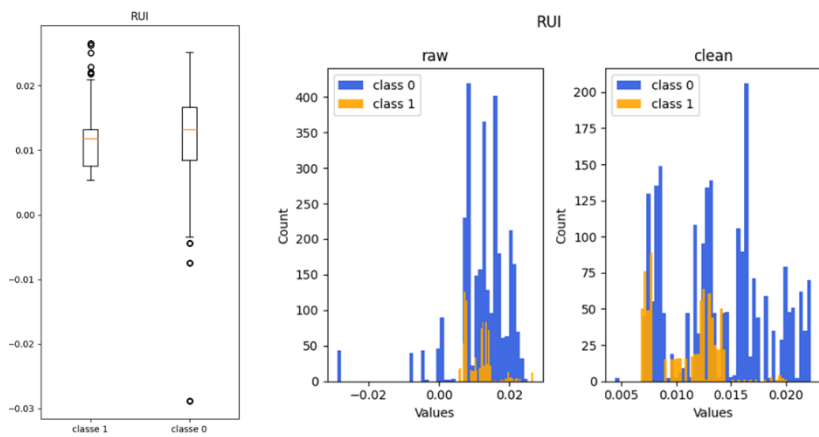 RUI
0.02
0.01
0.00
−0.01
−0.02
−0.03
classe 1
classe 0
RUI
raw
class 0
class 1
Count
400
350
300
250
200
150
100
50
0
−0.02
0.00
0.02
Values
clean
class 0
class 1
Count
200
175
150
125
100
75
50
25
0
0.005
0.010
0.015
0.020
Values